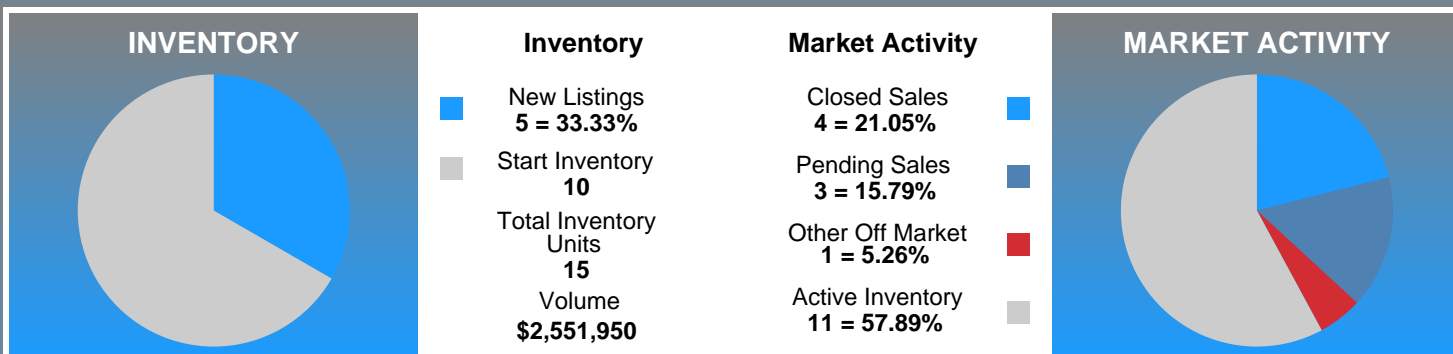 INVENTORY
Inventory
New Listings
5 = 33.33%
Start Inventory
10
Total Inventory
Units
15
Volume
$2,551,950
Market Activity
Closed Sales
4 = 21.05%
Pending Sales
3 = 15.79%
Other Off Market
1 = 5.26%
Active Inventory
11 = 57.89%
MARKET ACTIVITY